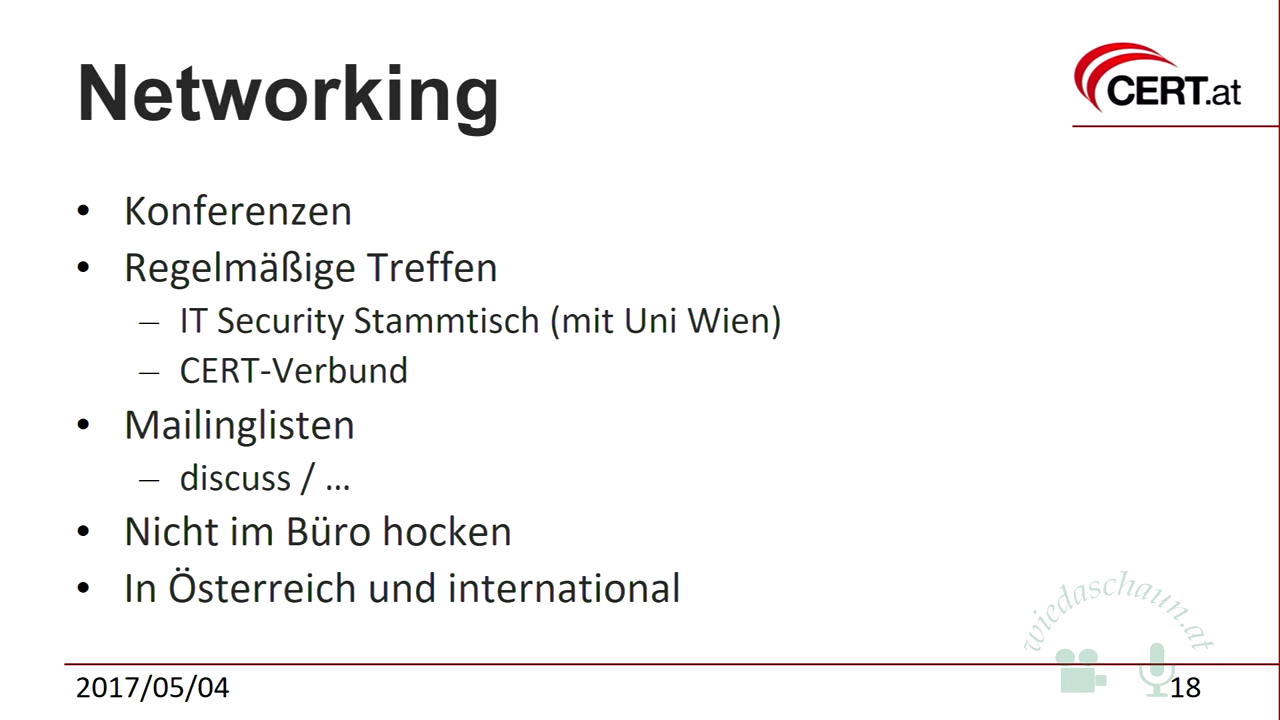 Networking
CERT.at
• Konferenzen
• Regelmäßige Treffen
– IT Security Stammtisch (mit Uni Wien)
– CERT-Verbund
• Mailinglisten
– discuss / …
• Nicht im Büro hocken
• In Österreich und international
wiedaschaun.at
2017/05/04
18